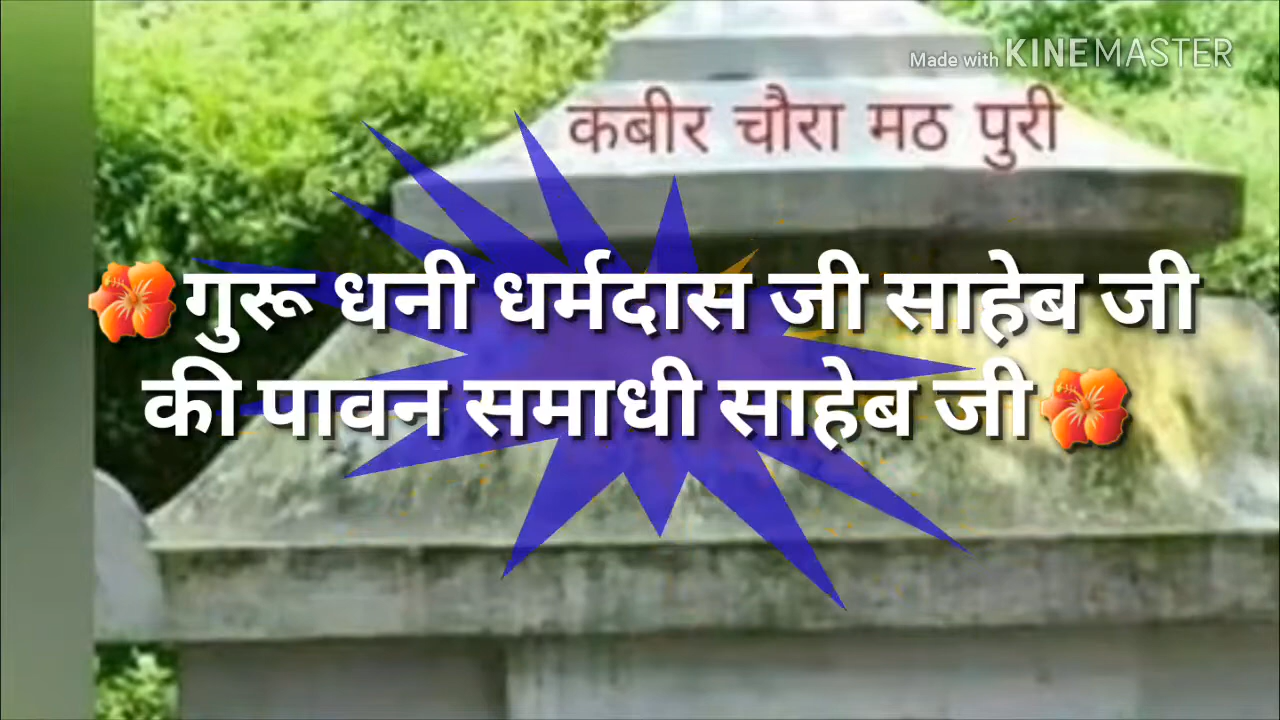 Made with KINEMASTER
कबीर चौरा मठ पुरी
🌺गुरू धनी धर्मदास जी साहेब जी
की पावन समाधी साहेब जी🌺